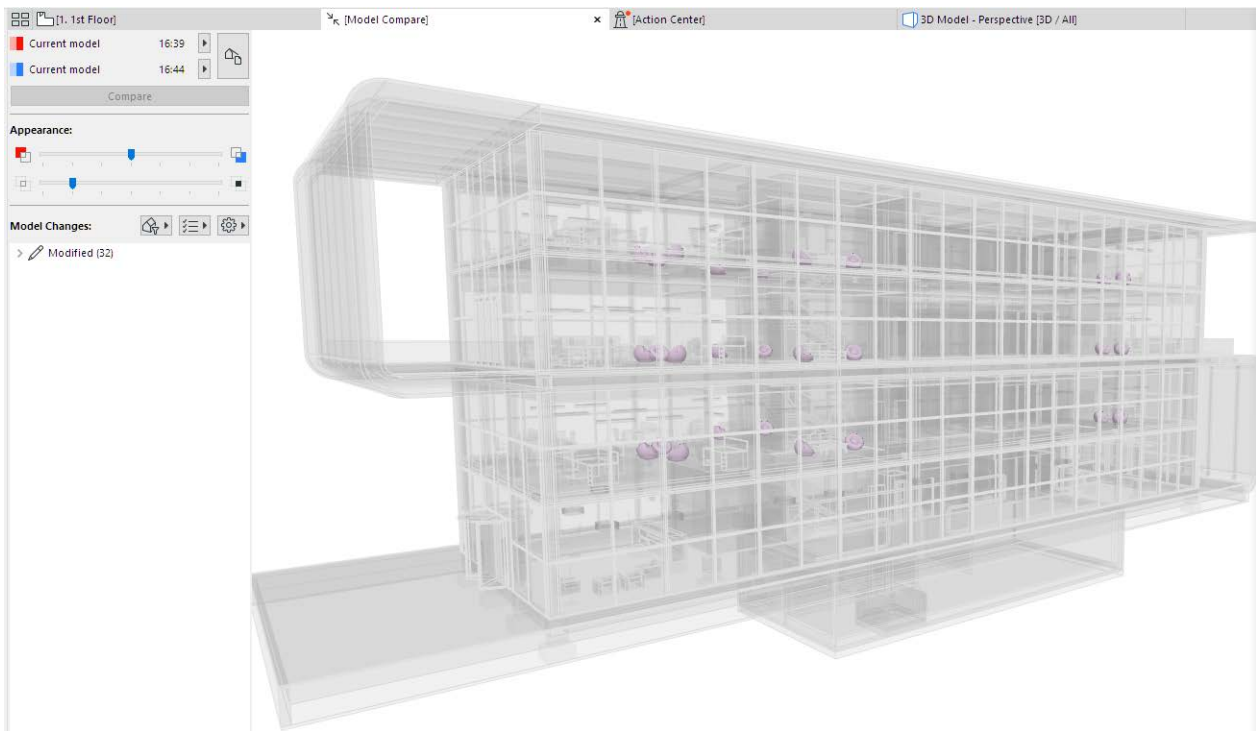 [1. 1st Floor]
[Model Compare]
[Action Center]
3D Model - Perspective [3D / All]
Current model 16:39
Current model 16:44
Compare
Appearance:
Model Changes:
Modified (32)